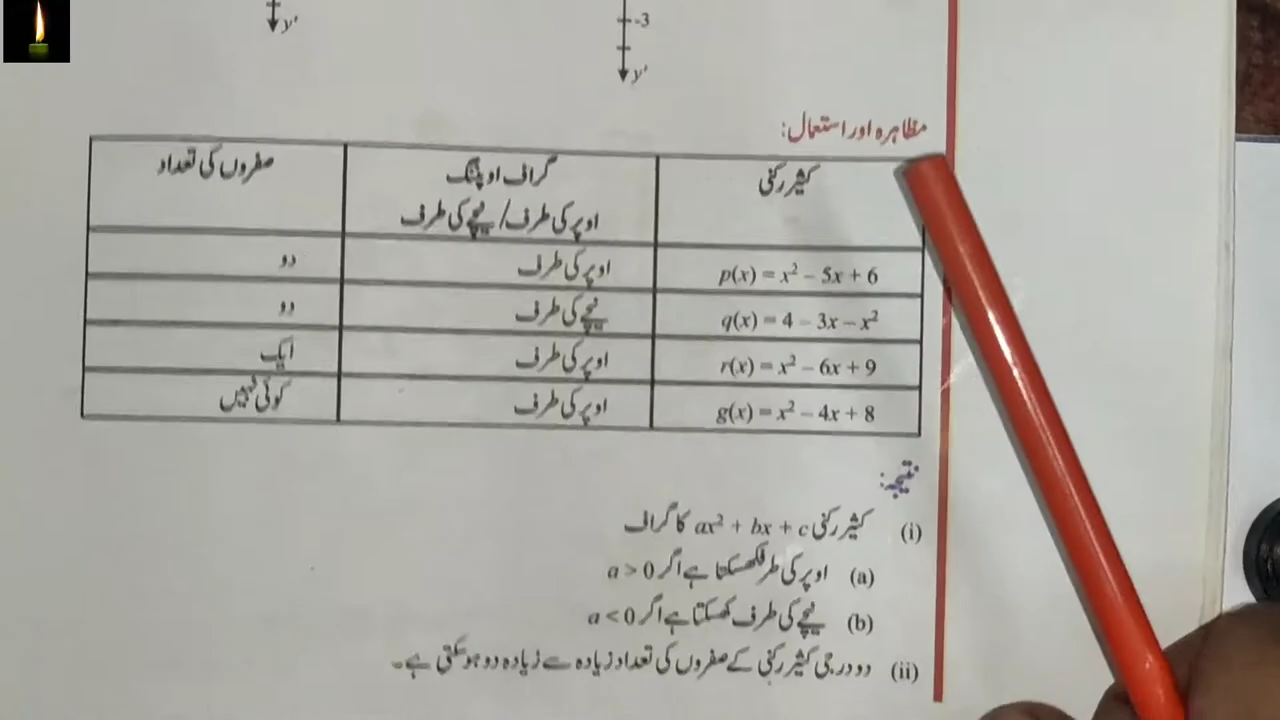 y' -3
y'
مظاہرہ اور استعمال:
کثیر رکنی گراف اوپننگ صفروں کی تعداد
اوپر کی طرف/ نیچے کی طرف
p(x) = x² – 5x + 6 اوپر کی طرف دو
q(x) = 4 – 3x – x² نیچے کی طرف دو
r(x) = x² – 6x + 9 اوپر کی طرف ایک
g(x) = x² – 4x + 8 اوپر کی طرف کوئی نہیں
نتیجہ:
(i) کثیر رکنی ax² + bx + c کا گراف
(a) اوپر کی طرف کھسکتا ہے اگر a > 0
(b) نیچے کی طرف کھسکتا ہے اگر a < 0
(ii) دو درجی کثیر رکنی کے صفروں کی تعداد زیادہ سے زیادہ دو ہوسکتی ہے۔